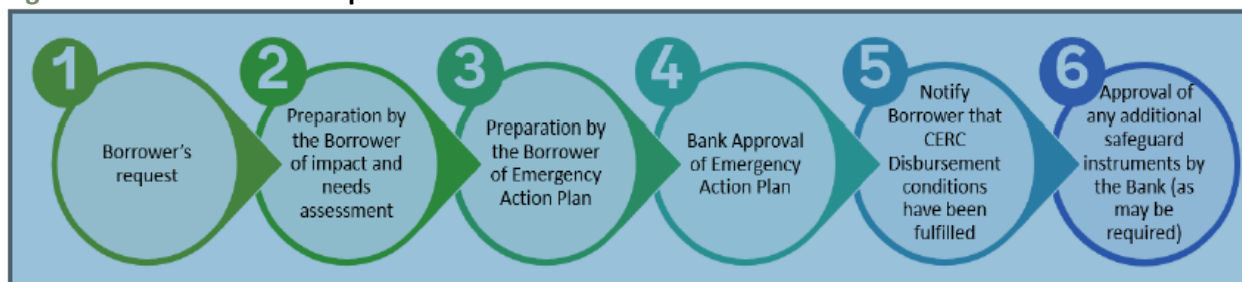 1
Borrower's
request
2
Preparation by
the Borrower
of impact and
needs
assessment
3
Preparation by
the Borrower
of Emergency
Action Plan
4
Bank Approval
of Emergency
Action Plan
5
Notify
Borrower that
CERC
Disbursement
conditions
have been
fulfilled
6
Approval of
any additional
safeguard
instruments by
the Bank (as
may be
required)